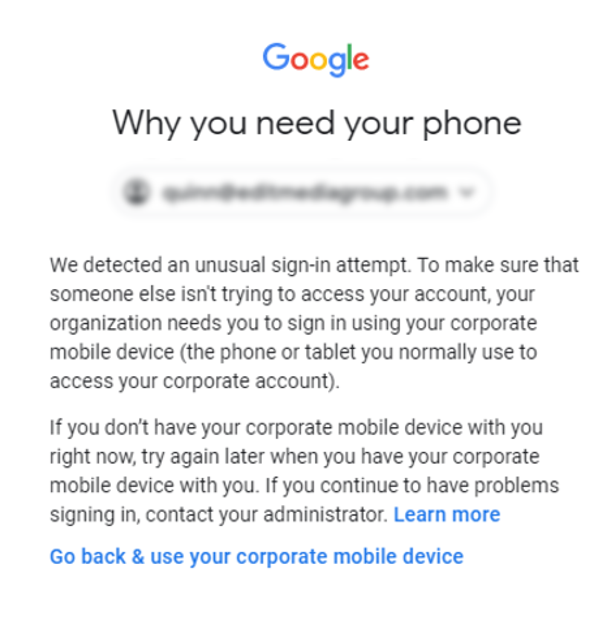 Google
Why you need your phone
We detected an unusual sign-in attempt. To make sure that
someone else isn't trying to access your account, your
organization needs you to sign in using your corporate
mobile device (the phone or tablet you normally use to
access your corporate account).
If you don't have your corporate mobile device with you
right now, try again later when you have your corporate
mobile device with you. If you continue to have problems
signing in, contact your administrator. Learn more
Go back & use your corporate mobile device